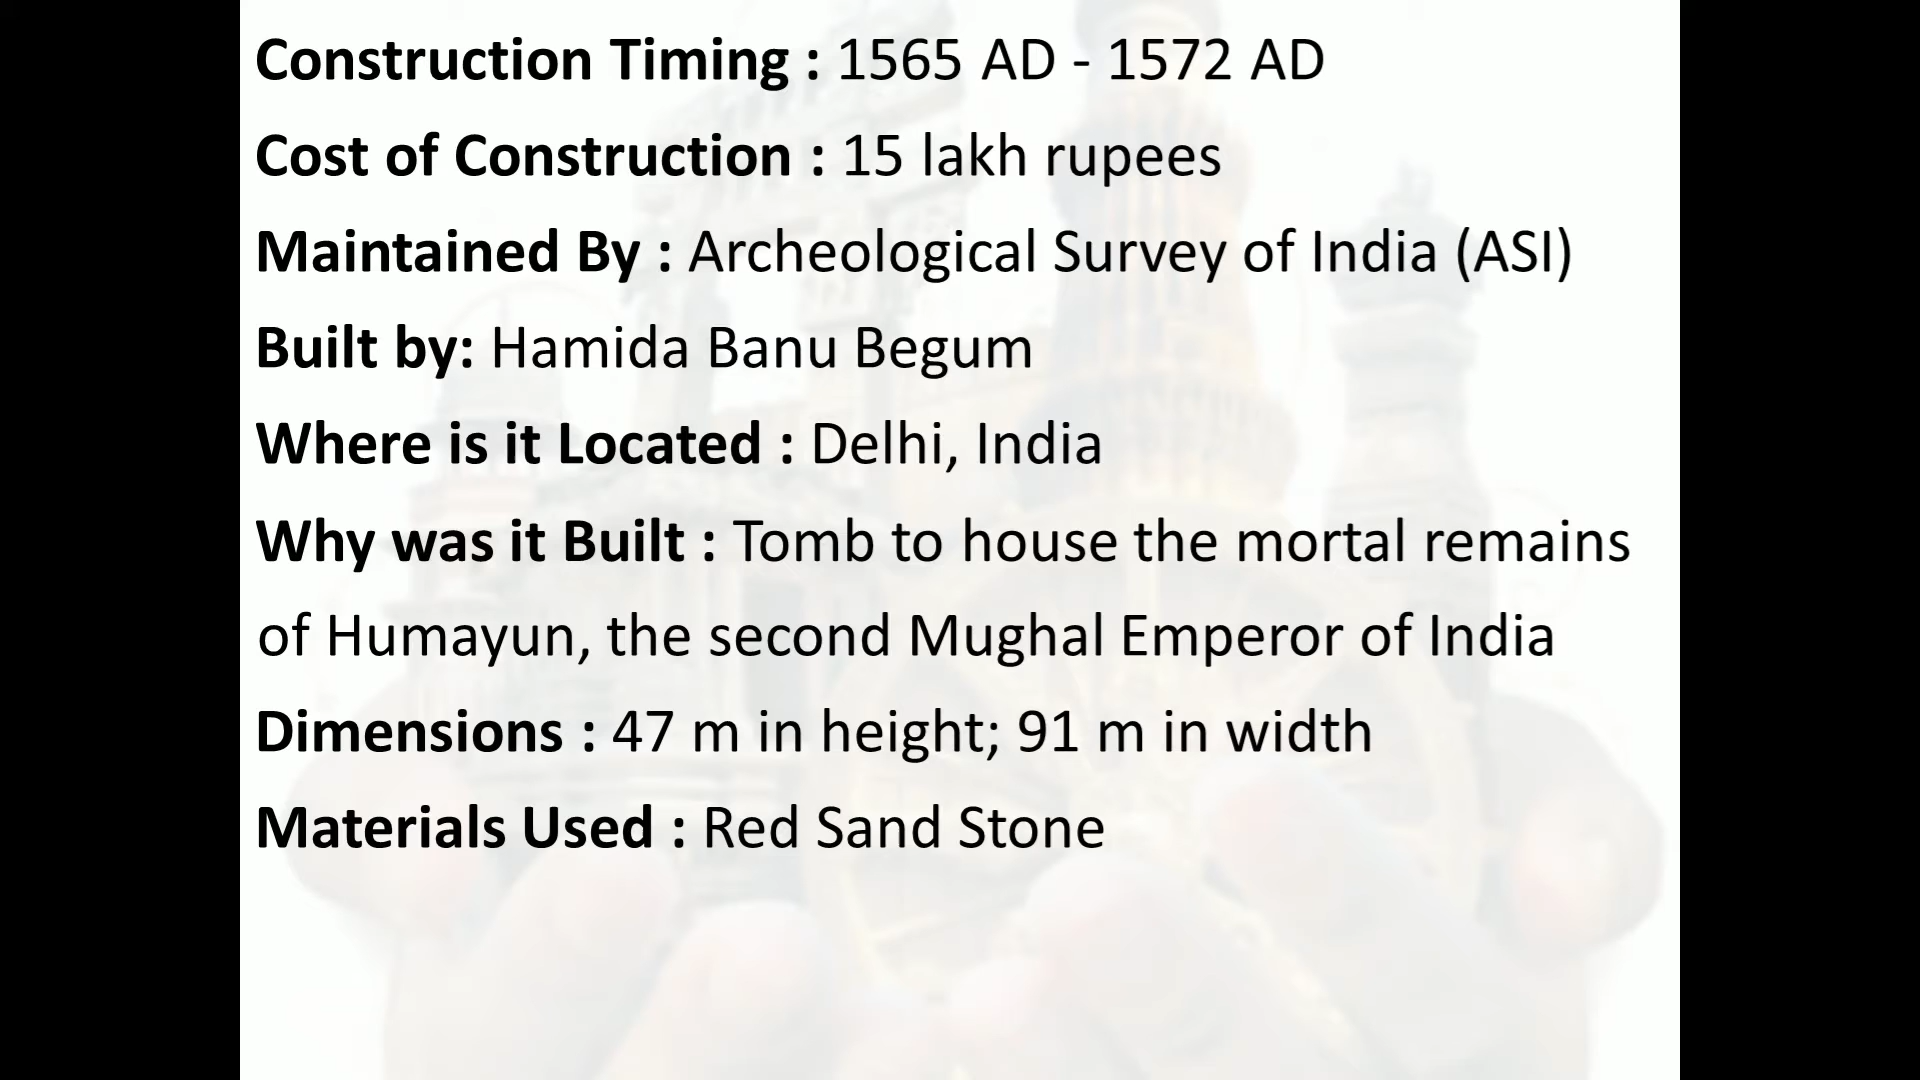 Construction Timing : 1565 AD - 1572 AD
Cost of Construction : 15 lakh rupees
Maintained By : Archeological Survey of India (ASI)
Built by: Hamida Banu Begum
Where is it Located : Delhi, India
Why was it Built : Tomb to house the mortal remains
of Humayun, the second Mughal Emperor of India
Dimensions : 47 m in height; 91 m in width
Materials Used : Red Sand Stone